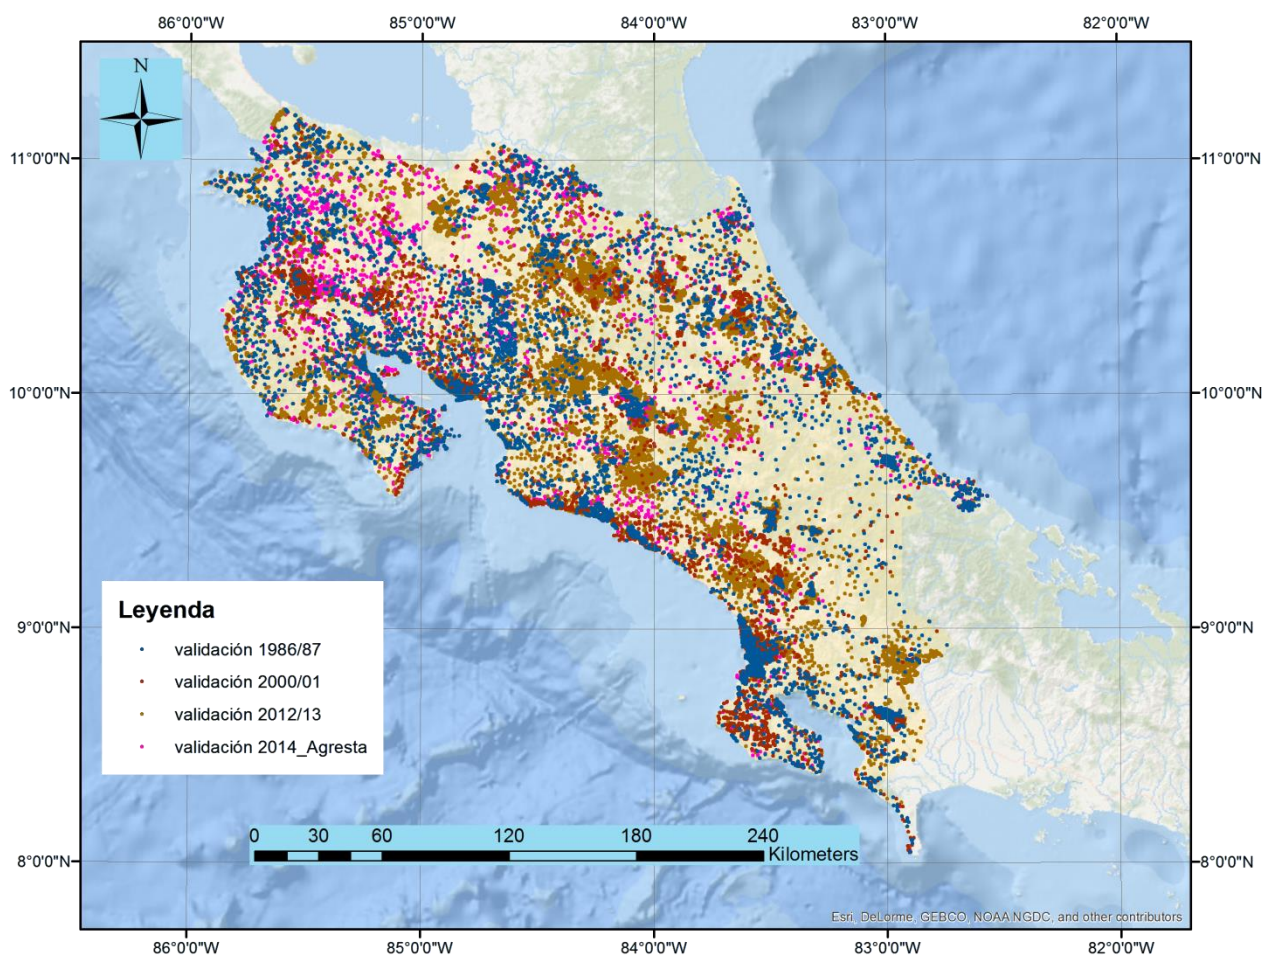 86°0'0"W 85°0'0"W 84°0'0"W 83°0'0"W 82°0'0"W
N
11°0'0"N 11°0'0"N
10°0'0"N 10°0'0"N
Leyenda
9°0'0"N 9°0'0"N
validación 1986/87
validación 2000/01
validación 2012/13
validación 2014_Agresta
0 30 60 120 180 240
Kilometers
8°0'0"N 8°0'0"N
Esri, DeLorme, GEBCO, NOAA NGDC, and other contributors
86°0'0"W 85°0'0"W 84°0'0"W 83°0'0"W 82°0'0"W